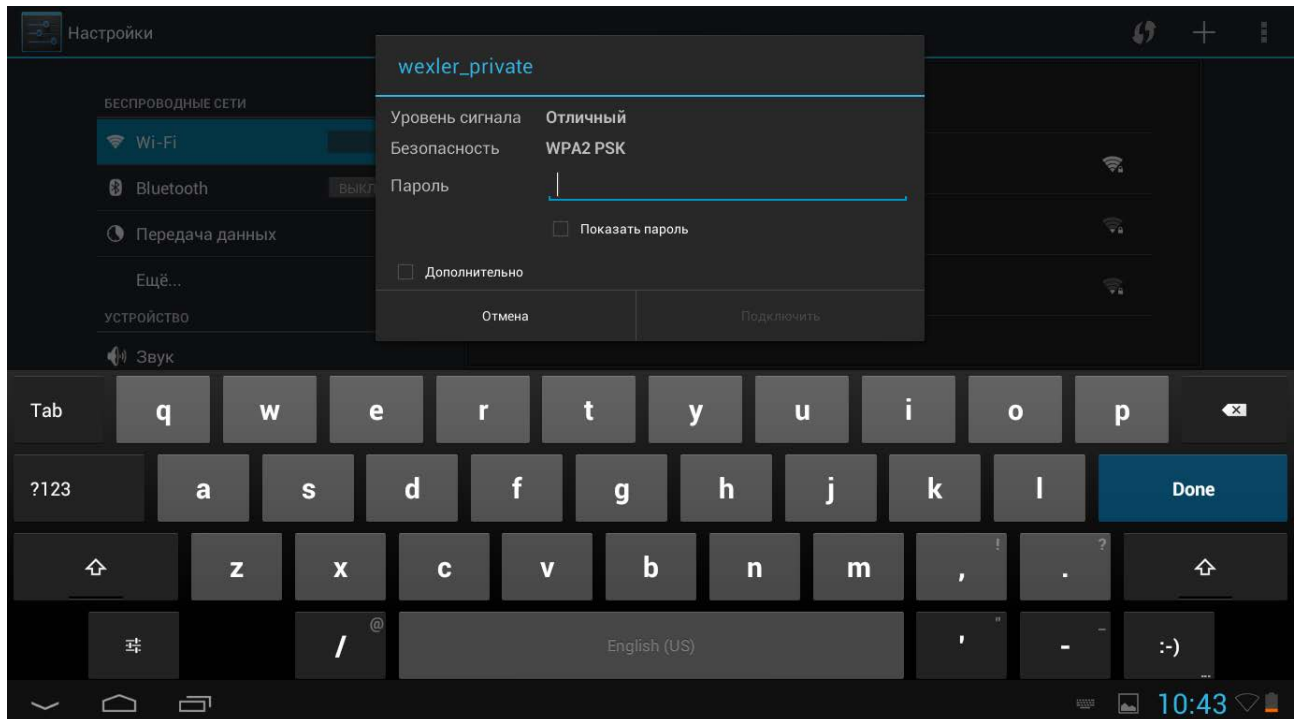 Настройки
wexler_private
Уровень сигнала Отличный
БЕСПРОВОДНЫЕ СЕТИ
Безопасность WPA2 PSK
Wi-Fi
Пароль
Bluetooth ВЫКЛ
Показать пароль
Передача данных
Дополнительно
Ещё...
УСТРОЙСТВО
Отмена Подключить
Звук
Tab q w e r t y u i o p
?123 a s d f g h j k l Done
z x c v b n m , ! . ?
/ @ English (US) ' " - _ :-) ...
10:43